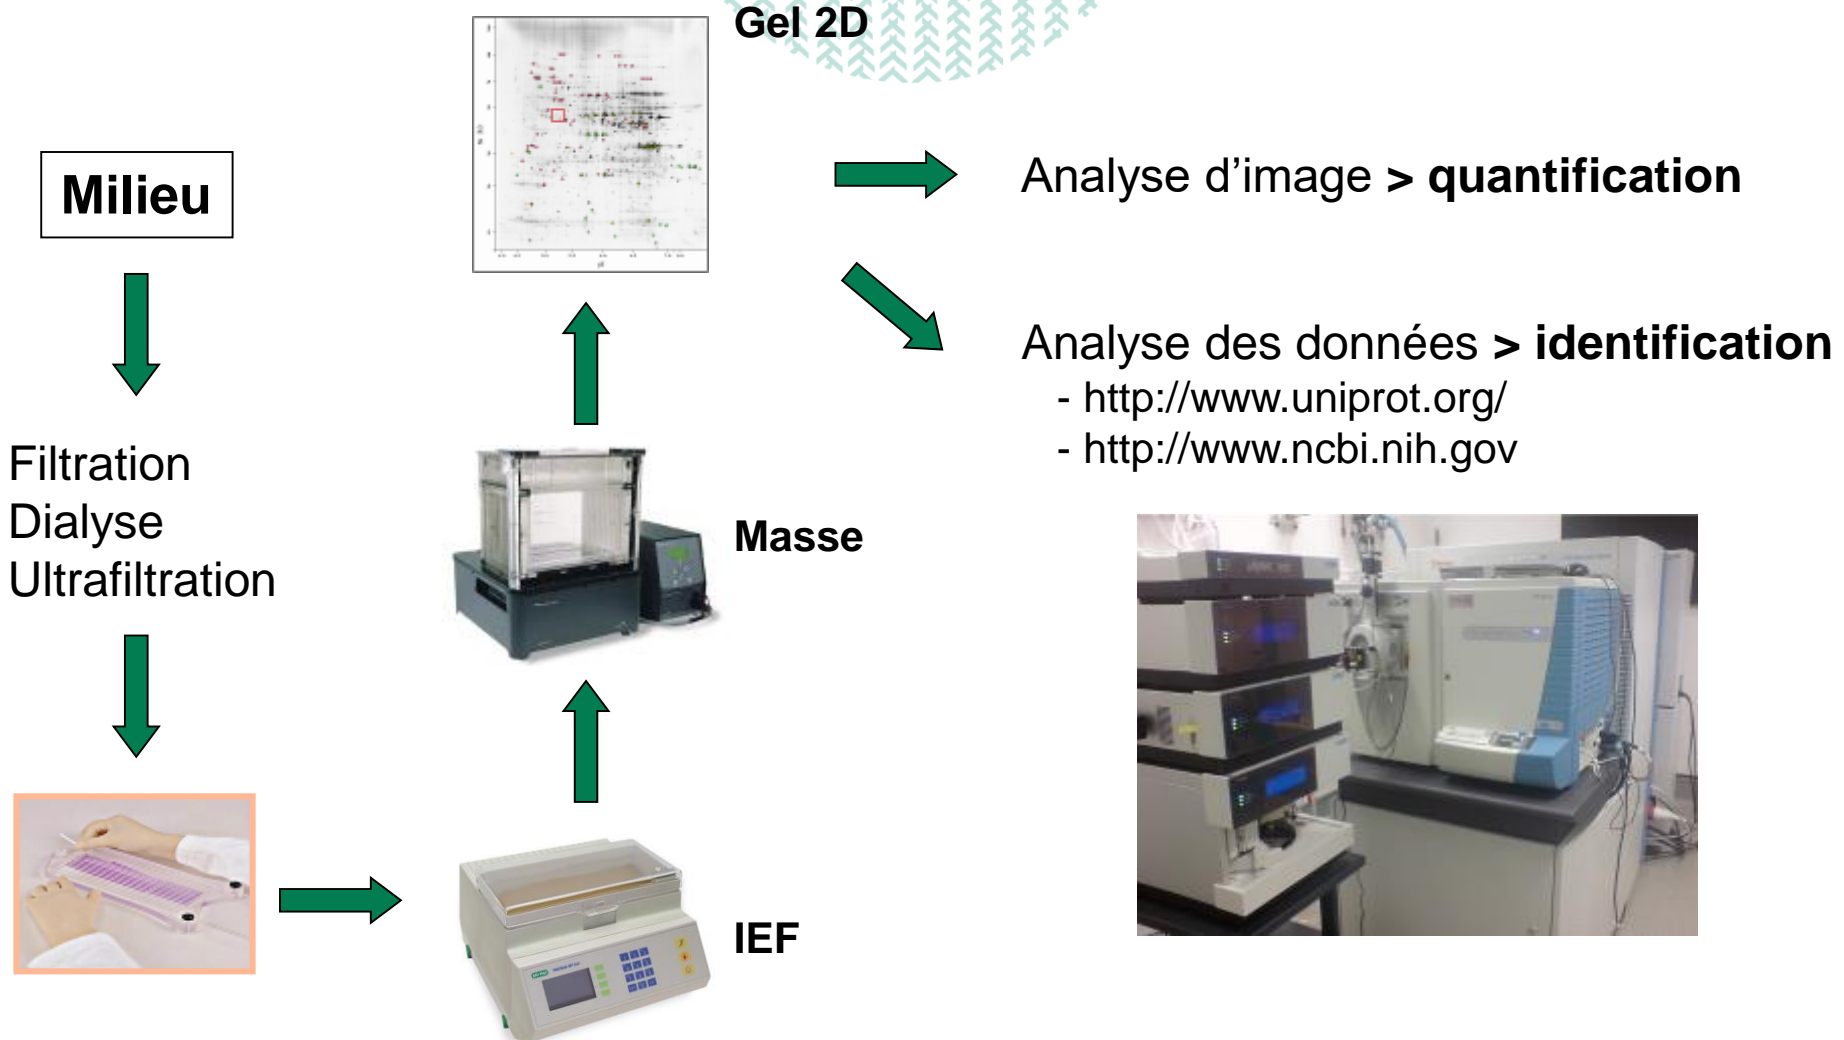 Gel 2D
Milieu
Analyse d’image > quantification
Analyse des données > identification
- http://www.uniprot.org/
- http://www.ncbi.nih.gov
Filtration
Dialyse
Ultrafiltration
Masse
IEF